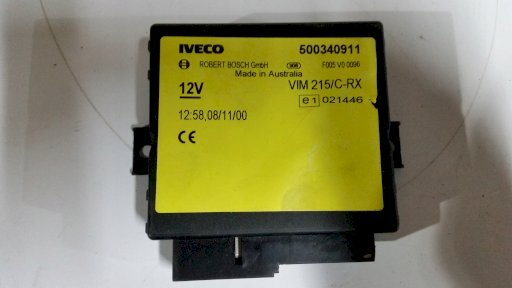 IVECO 500340911
ROBERT BOSCH GmbH F005 V0 0096
Made in Australia
12V VIM 215/C-RX
e1 021446
12:58,08/11/00
CE